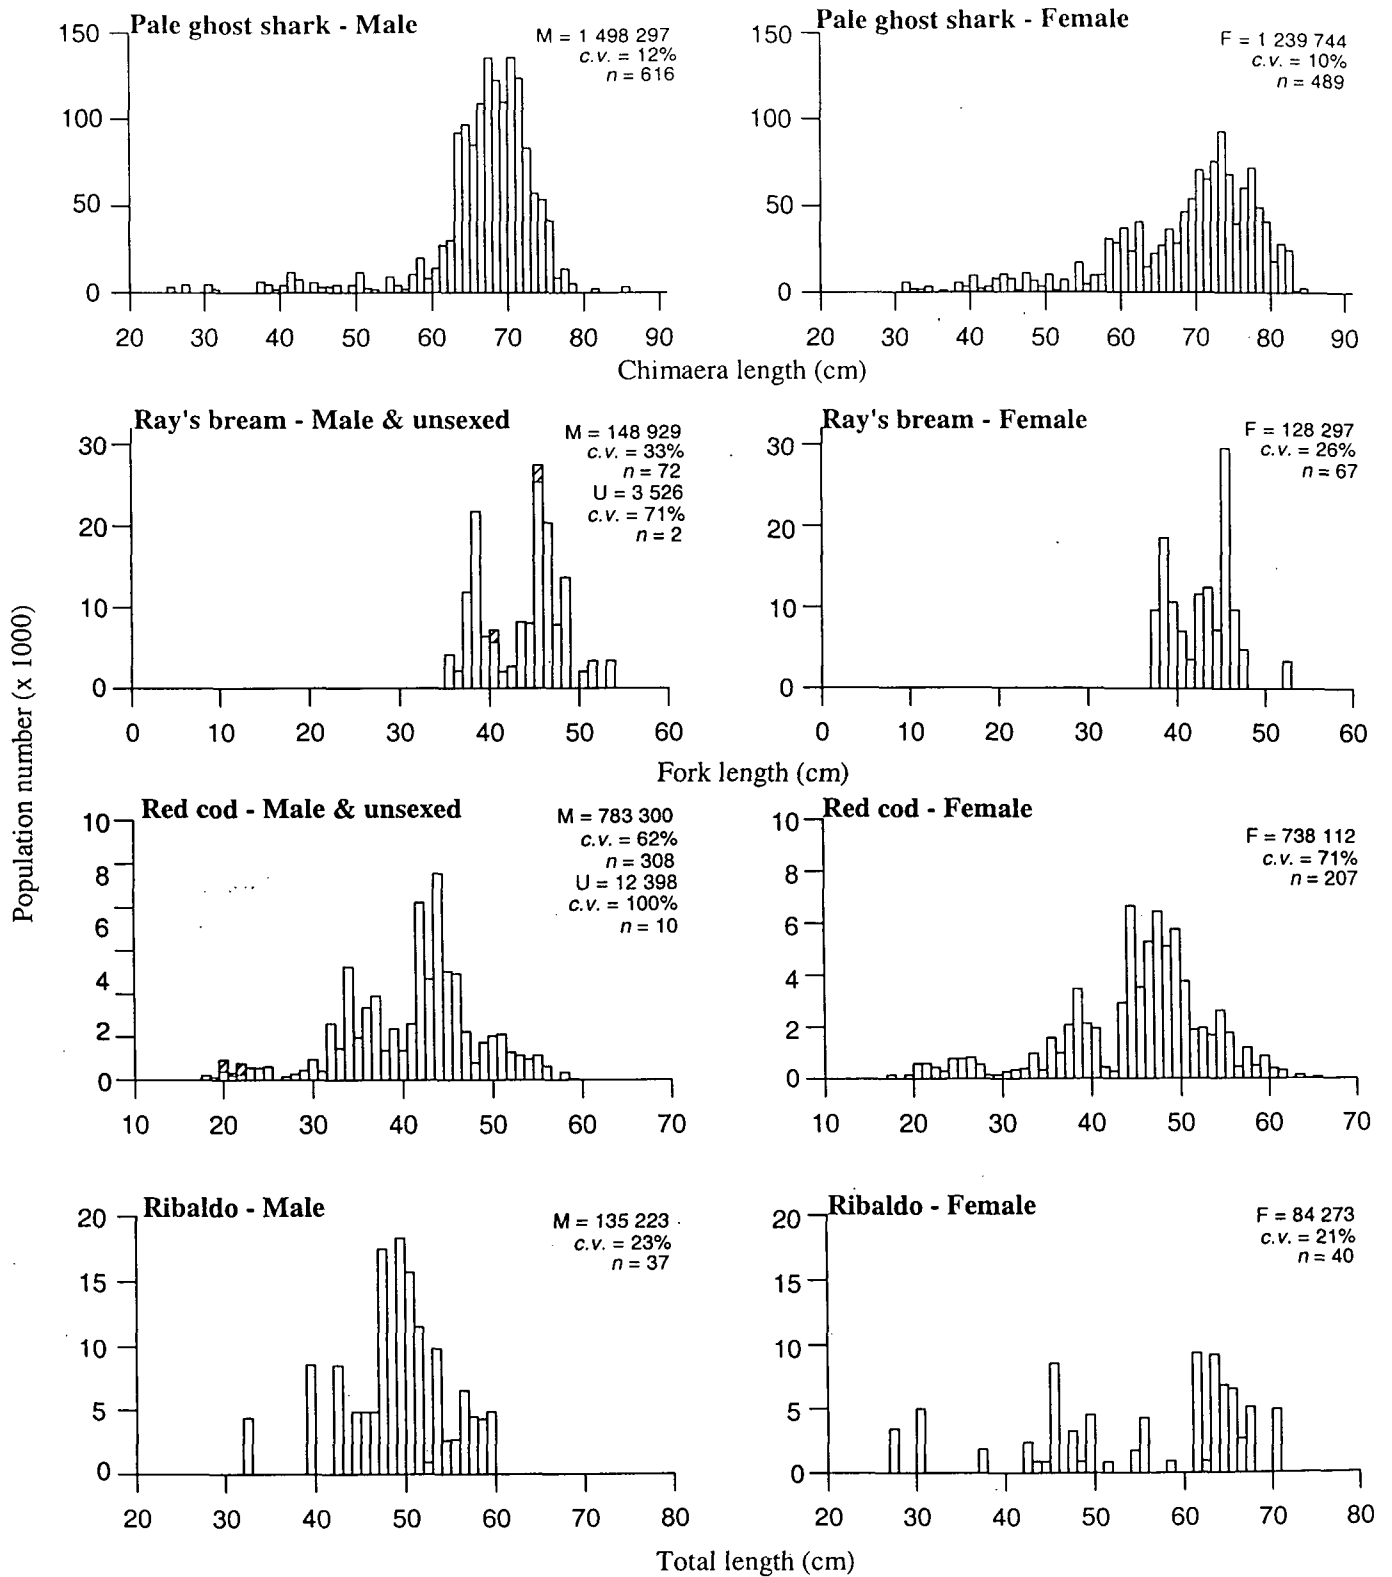 Pale ghost shark - Male
M = 1 498 297
c.v. = 12%
n = 616
150
100
50
0
20 30 40 50 60 70 80 90
Pale ghost shark - Female
F = 1 239 744
c.v. = 10%
n = 489
150
100
50
0
20 30 40 50 60 70 80 90
Chimaera length (cm)
Ray's bream - Male & unsexed
M = 148 929
c.v. = 33%
n = 72
U = 3 526
c.v. = 71%
n = 2
30
20
10
0
0 10 20 30 40 50 60
Ray's bream - Female
F = 128 297
c.v. = 26%
n = 67
30
20
10
0
0 10 20 30 40 50 60
Fork length (cm)
Population number (x 1000)
Red cod - Male & unsexed
M = 783 300
c.v. = 62%
n = 308
U = 12 398
c.v. = 100%
n = 10
10
8
6
4
2
0
10 20 30 40 50 60 70
Red cod - Female
F = 738 112
c.v. = 71%
n = 207
10
8
6
4
2
0
10 20 30 40 50 60 70
Ribaldo - Male
M = 135 223
c.v. = 23%
n = 37
20
15
10
5
0
20 30 40 50 60 70 80
Ribaldo - Female
F = 84 273
c.v. = 21%
n = 40
20
15
10
5
0
20 30 40 50 60 70 80
Total length (cm)